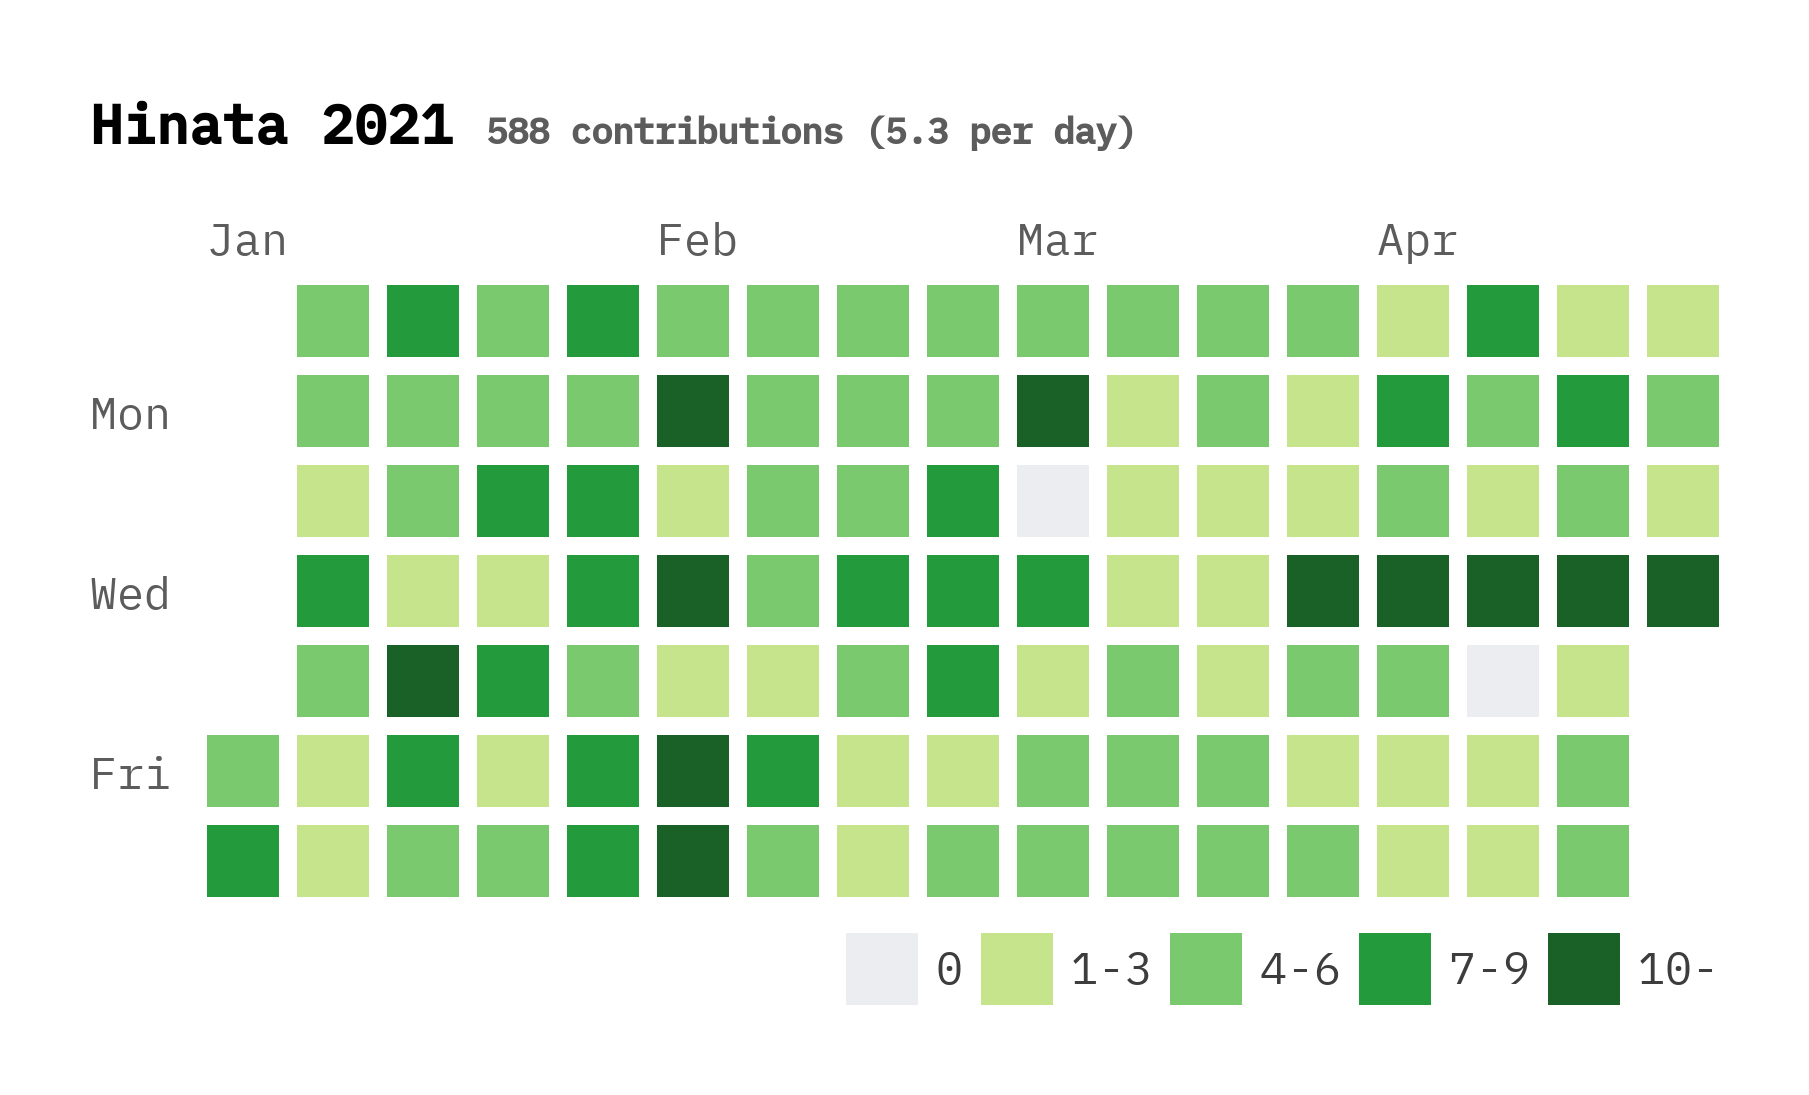 Hinata 2021 588 contributions (5.3 per day)
Jan Feb Mar Apr
Mon
Wed
Fri
0 1-3 4-6 7-9 10-